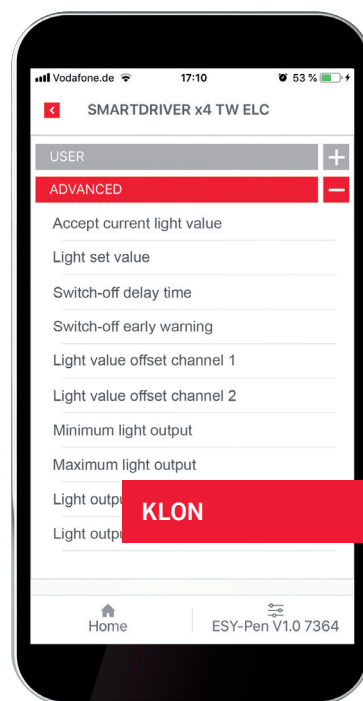 Vodafone.de 17:10 53 %
SMARTDRIVER x4 TW ELC
USER
ADVANCED
Accept current light value
Light set value
Switch-off delay time
Switch-off early warning
Light value offset channel 1
Light value offset channel 2
Minimum light output
Maximum light output
Light
KLON
Light
Home ESY-Pen V1.0 7364